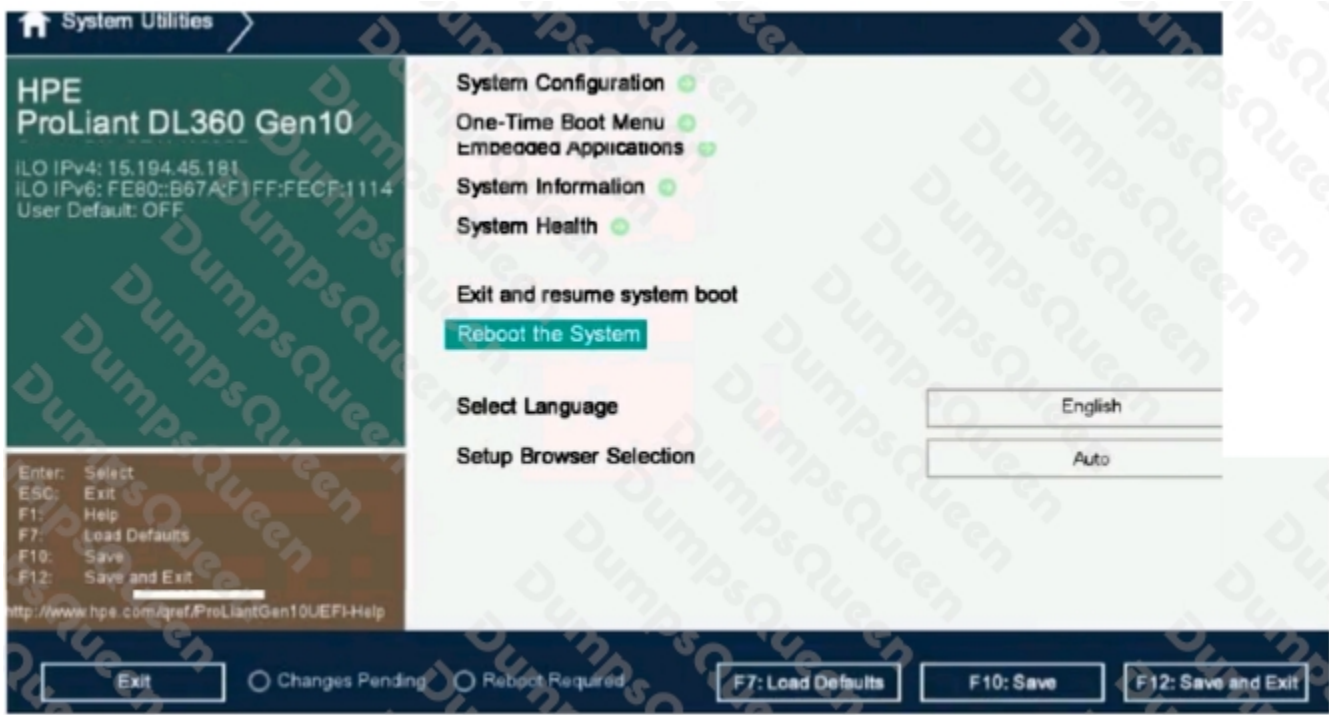 System Utilities
HPE
ProLiant DL360 Gen10
iLO IPv4: 15.194.45.181
iLO IPv6: FE80::B67A:F1FF:FECF:1114
User Default: OFF
System Configuration
One-Time Boot Menu
Embedded Applications
System Information
System Health
Exit and resume system boot
Reboot the System
Select Language English
Setup Browser Selection Auto
Enter: Select
ESC: Exit
F1: Help
F7: Load Defaults
F10: Save
F12: Save and Exit
http://www.hpe.com/qref/ProLiantGen10UEFI-Help
Exit Changes Pending Reboot Required F7: Load Defaults F10: Save F12: Save and Exit
DumpsQueen